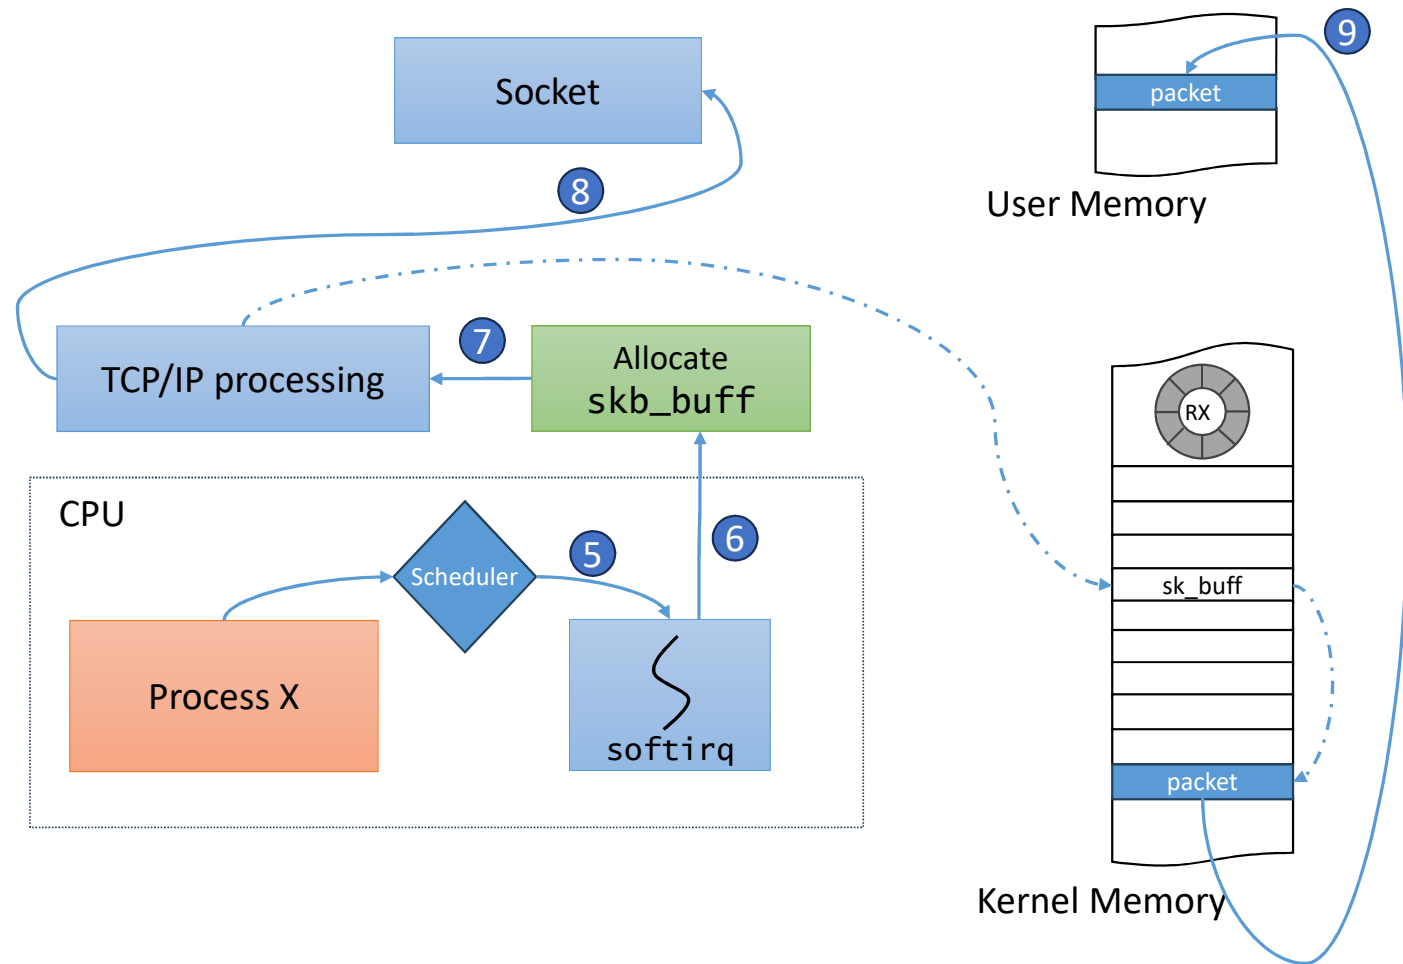 Socket
9
packet
User Memory
8
7
TCP/IP processing
Allocate
skb_buff
RX
CPU
5
6
Scheduler
sk_buff
Process X
softirq
packet
Kernel Memory